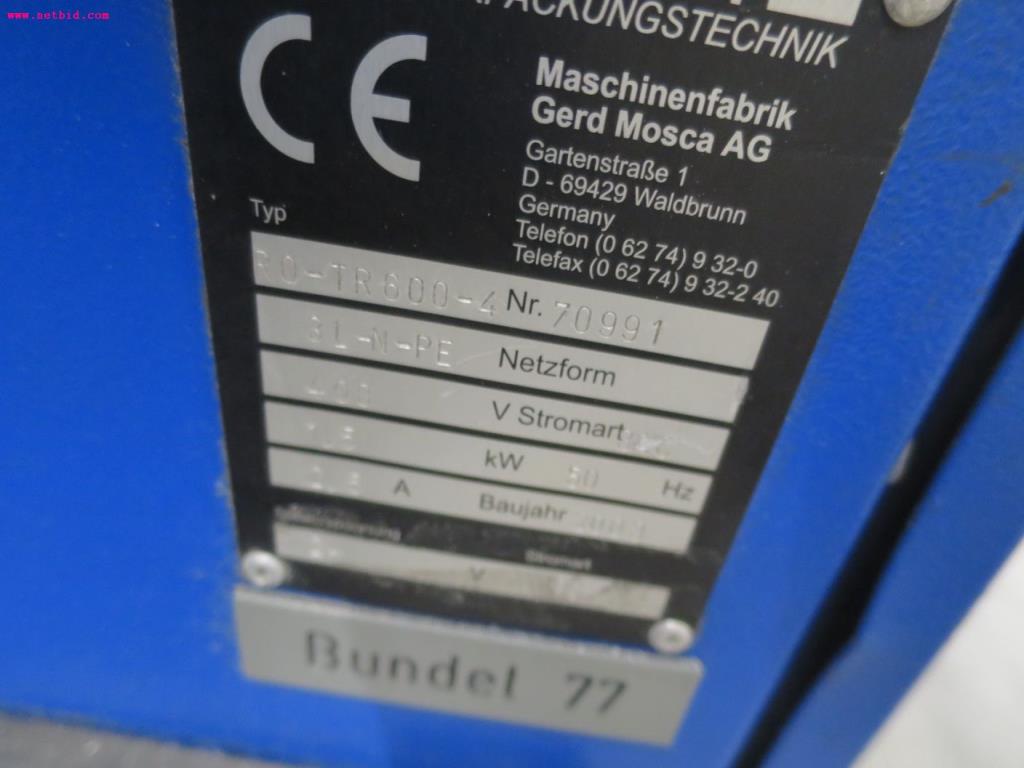 www.netbid.com
PACKUNGSTECHNIK
CE
Maschinenfabrik
Gerd Mosca AG
Gartenstraße 1
D - 69429 Waldbrunn
Germany
Telefon (0 62 74) 9 32-0
Telefax (0 62 74) 9 32-2 40
Typ
RO-TR600-4 Nr. 70991
3L-N-PE Netzform
V Stromart
kW 50 Hz
A Baujahr
Stromart
V
Bundel 77